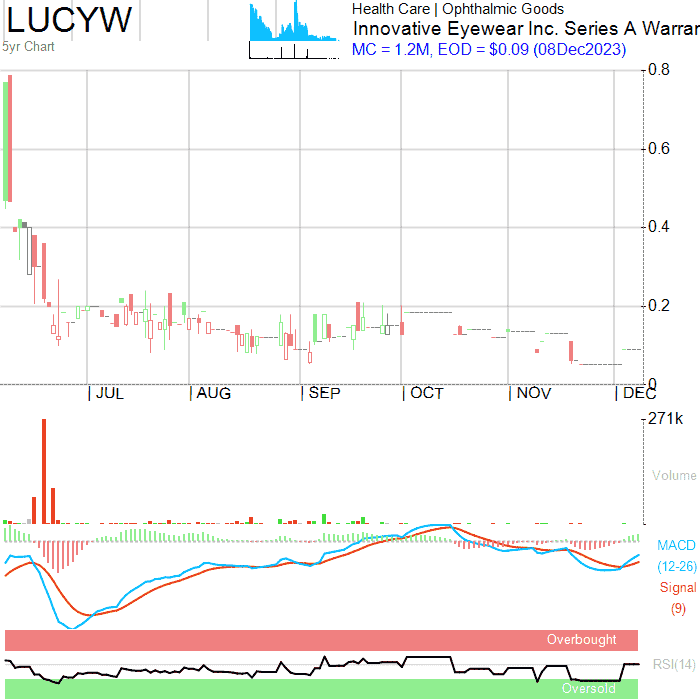 LUCYW
5yr Chart
Health Care | Ophthalmic Goods
Innovative Eyewear Inc. Series A Warrar
MC = 1.2M, EOD = $0.09 (08Dec2023)
0.8
0.6
0.4
0.2
0
JUL
AUG
SEP
OCT
NOV
DEC
271k
Volume
MACD
(12-26)
Signal
(9)
Overbought
RSI(14)
Oversold